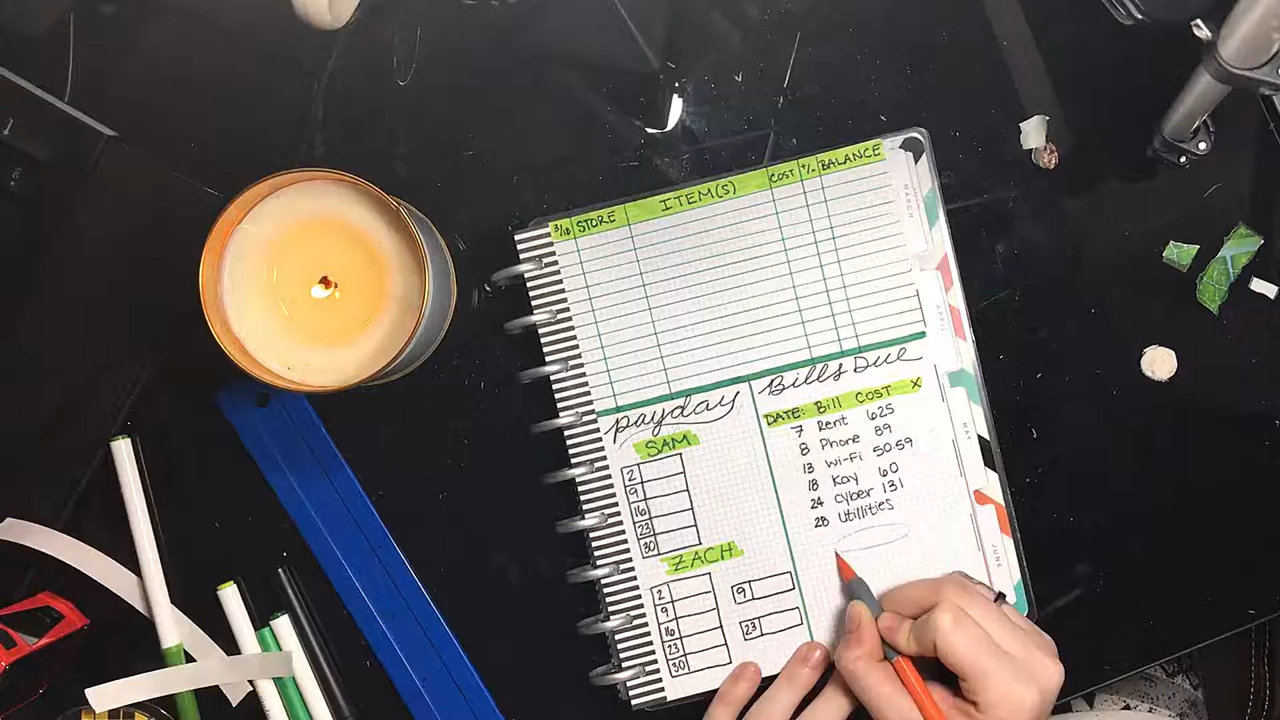 3/18 STORE ITEM(S) COST +/- BALANCE
payday
SAM
2
9
16
23
30
ZACH
2
9
16
23
30
9
23
Bills Due
DATE: Bill COST X
7 Rent 625
8 Phone 89
13 Wi-Fi 50.59
18 Kay 60
24 Cyber 131
28 Utillities
MARCH
APRIL
MAY
JUNE